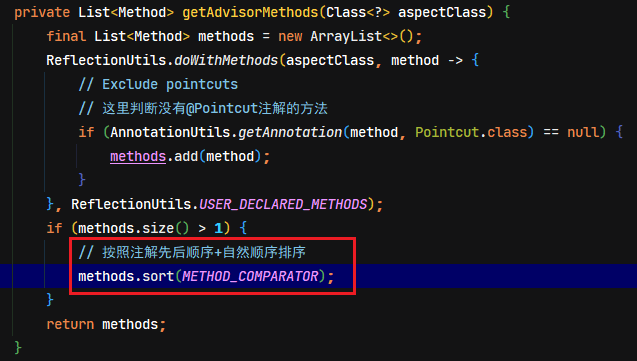 private List<Method> getAdvisorMethods(Class<?> aspectClass) {
    final List<Method> methods = new ArrayList<>();
    ReflectionUtils.doWithMethods(aspectClass, method -> {
        // Exclude pointcuts
        // 这里判断没有@Pointcut注解的方法
        if (AnnotationUtils.getAnnotation(method, Pointcut.class) == null) {
            methods.add(method);
        }
    }, ReflectionUtils.USER_DECLARED_METHODS);
    if (methods.size() > 1) {
        // 按照注解先后顺序+自然顺序排序
        methods.sort(METHOD_COMPARATOR);
    }
    return methods;
}